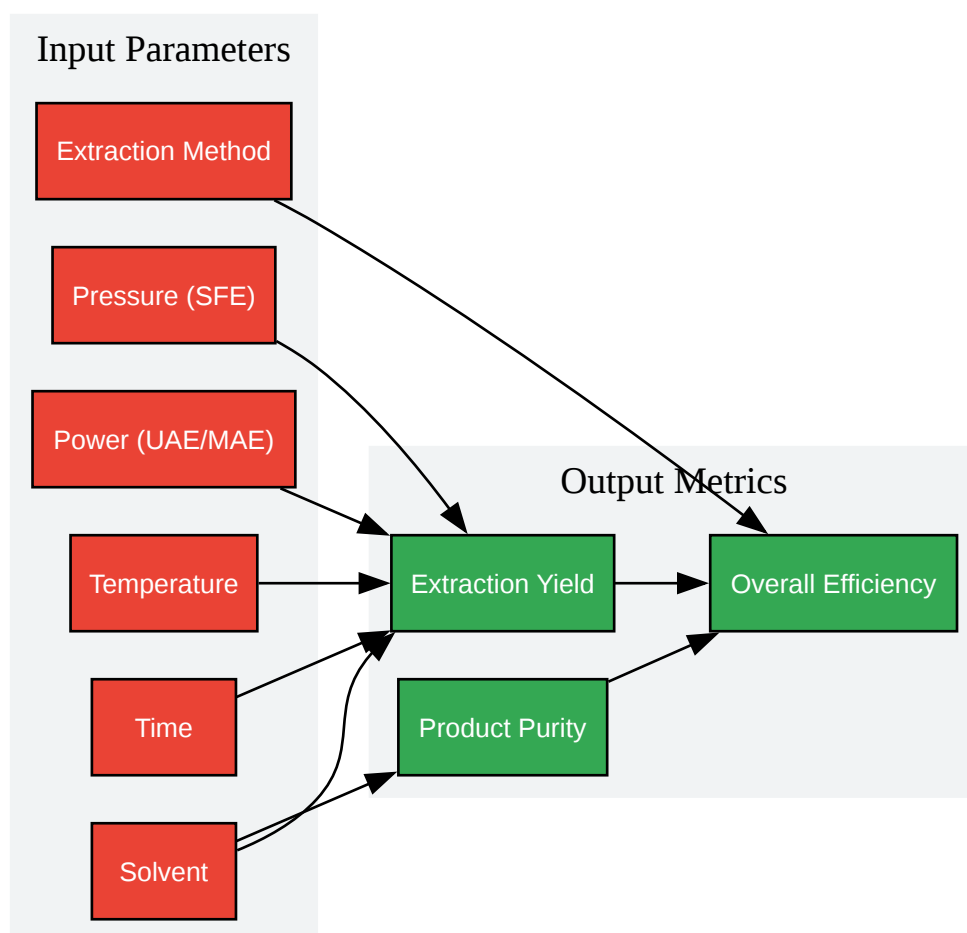 Input Parameters
Extraction Method
Pressure (SFE)
Power (UAE/MAE)
Output Metrics
Temperature
Extraction Yield
Overall Efficiency
Time
Product Purity
Solvent